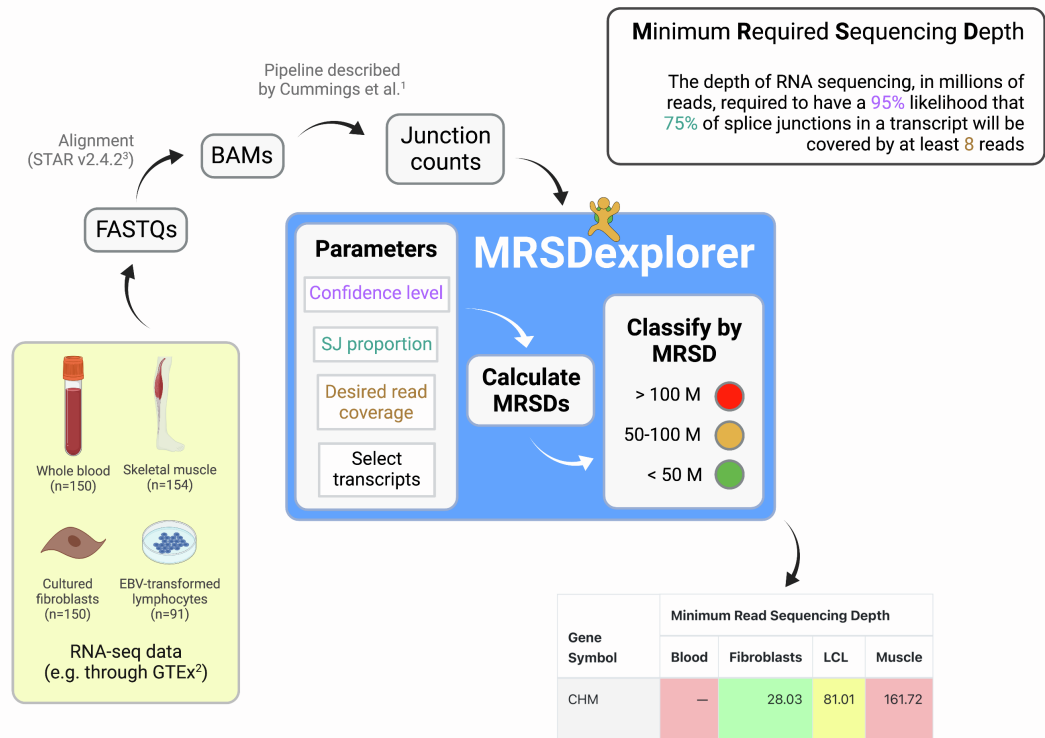 Minimum Required Sequencing Depth
The depth of RNA sequencing, in millions of
reads, required to have a 95% likelihood that
75% of splice junctions in a transcript will be
covered by at least 8 reads
Pipeline described
by Cummings et al.¹
Alignment
(STAR v2.4.2³)
FASTQs
BAMs
Junction
counts
MRSDexplorer
Parameters
Confidence level
SJ proportion
Desired read
coverage
Select
transcripts
Calculate
MRSDs
Classify by
MRSD
> 100 M
50-100 M
< 50 M
Whole blood
(n=150)
Skeletal muscle
(n=154)
Cultured
fibroblasts
(n=150)
EBV-transformed
lymphocytes
(n=91)
RNA-seq data
(e.g. through GTEx²)
Gene
Symbol
Minimum Read Sequencing Depth
Blood Fibroblasts LCL Muscle
CHM — 28.03 81.01 161.72